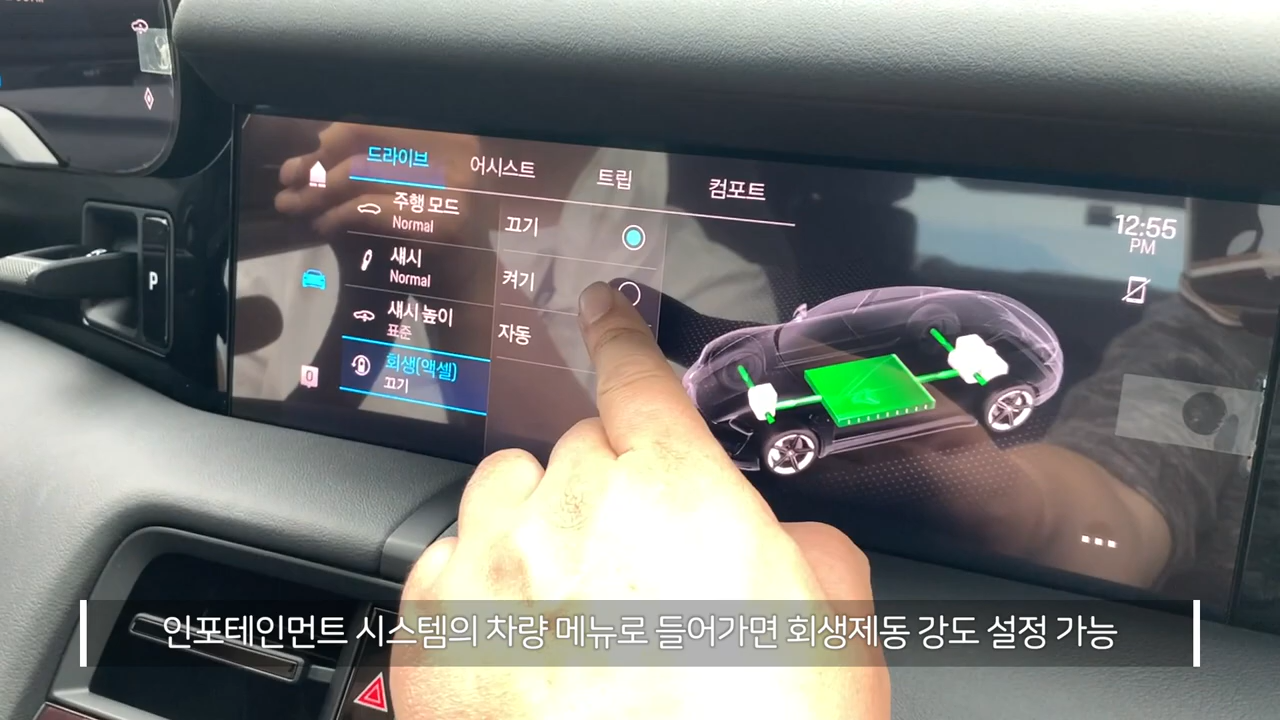 드라이브
어시스트
트립
컴포트
주행 모드
Normal
섀시
Normal
섀시 높이
표준
회생(액셀)
끄기
끄기
켜기
자동
12:55
PM
P
0
인포테인먼트 시스템의 차량 메뉴로 들어가면 회생제동 강도 설정 가능